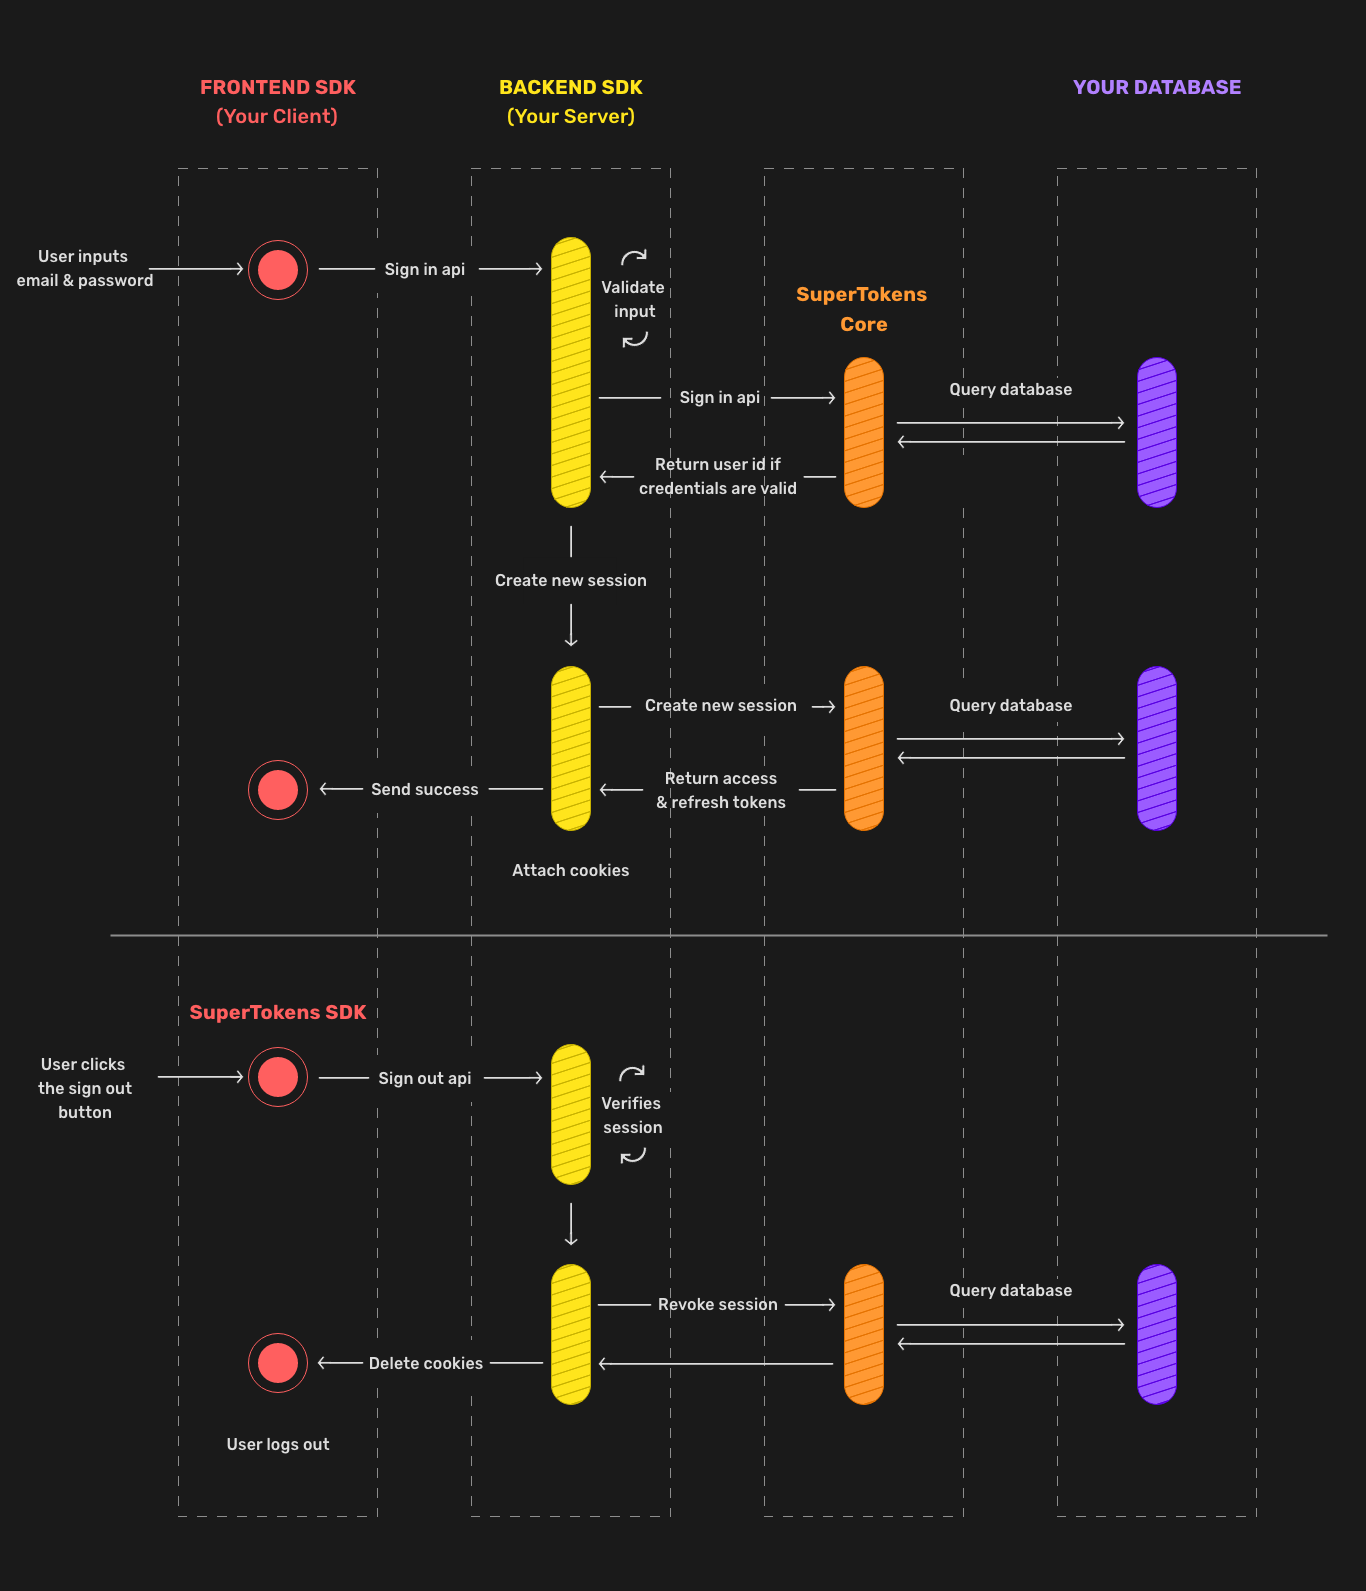 FRONTEND SDK
(Your Client)
BACKEND SDK
(Your Server)
YOUR DATABASE
User inputs
email & password
Sign in api
Validate
input
SuperTokens
Core
Sign in api
Query database
Return user id if
credentials are valid
Create new session
Create new session
Query database
Send success
Return access
& refresh tokens
Attach cookies
SuperTokens SDK
User clicks
the sign out
button
Sign out api
Verifies
session
Revoke session
Query database
Delete cookies
User logs out